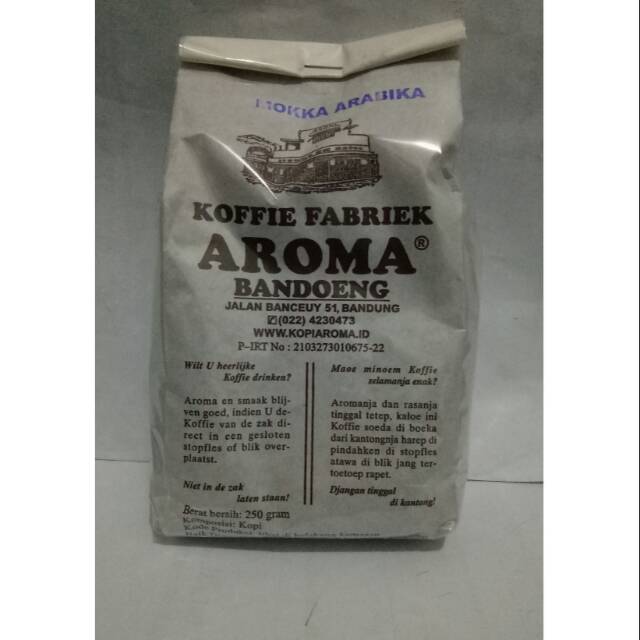 MOKKA ARABIKA
KOFFIE FABRIEK
AROMA®
BANDOENG
JALAN BANCEUY 51, BANDUNG
✆(022) 4230473
WWW.KOPIAROMA.ID
P-IRT No : 2103273010675-22
Wilt U heerlijke
Koffie drinken?
Aroma en smaak blij-
ven goed, indien U de-
Koffie van de zak di-
rect in een gesloten
stopfles of blik over-
plaatst.
Niet in de zak
laten staan!
Maoe minoem Koffie
selamanja enak?
Aromanja dan rasanja
tinggal tetep, kaloe ini
Koffie soeda di boeka
dari kantongnja harep di
pindahken di stopfles
atawa di blik jang ter-
toetoep rapet.
Djangan tinggal
di kantong!
Berat bersih: 250 gram
Komposisi: Kopi
Kode Produksi: